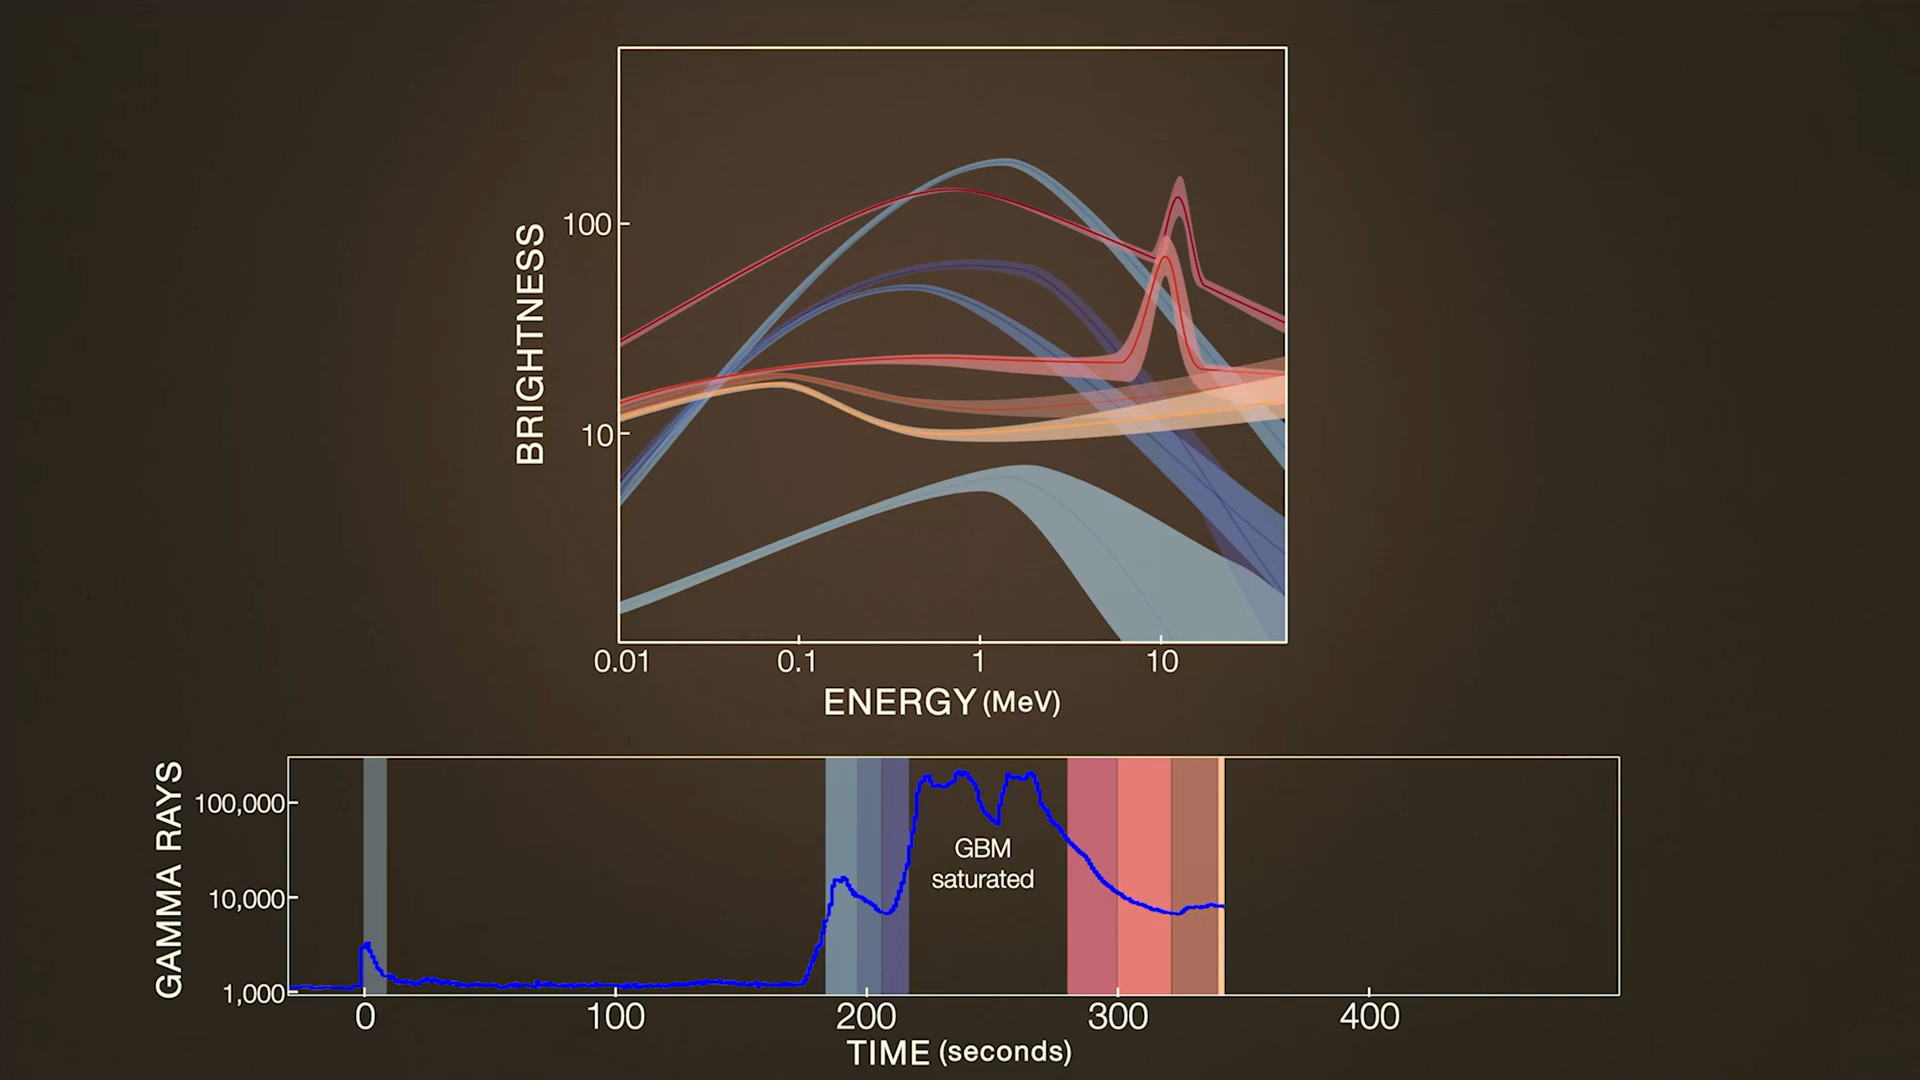 BRIGHTNESS
100
10
0.01 0.1 1 10
ENERGY (MeV)
GAMMA RAYS
100,000
10,000
1,000
GBM
saturated
0 100 200 300 400
TIME (seconds)